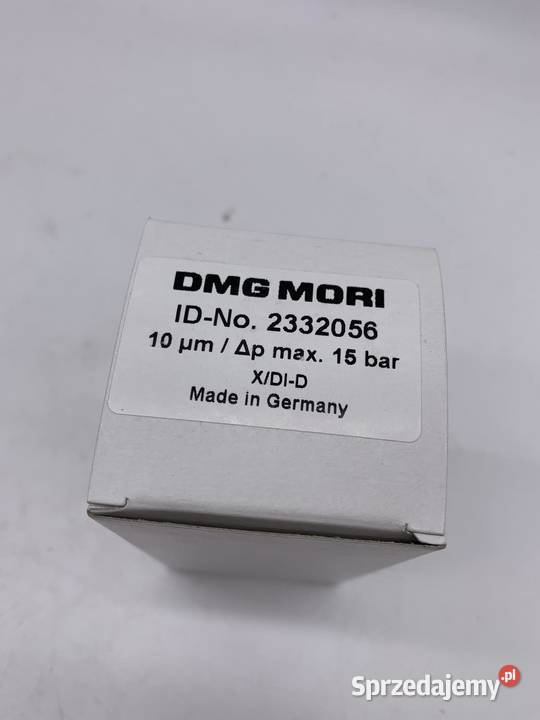 DMG MORI
ID-No. 2332056
10 µm / Δp max. 15 bar
X/DI-D
Made in Germany
Sprzedajemy.pl